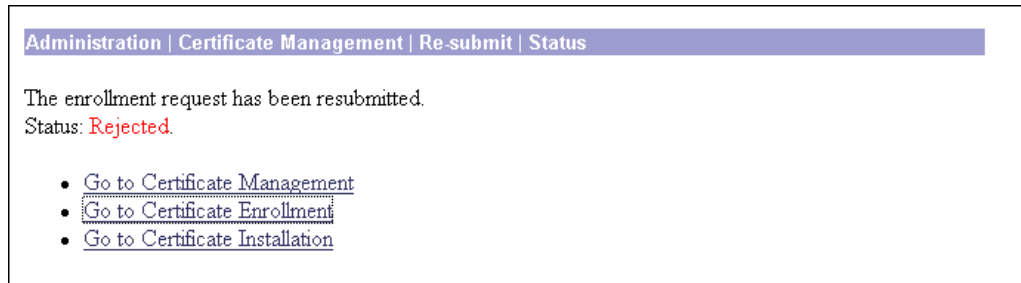 Administration | Certificate Management | Re-submit | Status
The enrollment request has been resubmitted.
Status: Rejected.
Go to Certificate Management
Go to Certificate Enrollment
Go to Certificate Installation